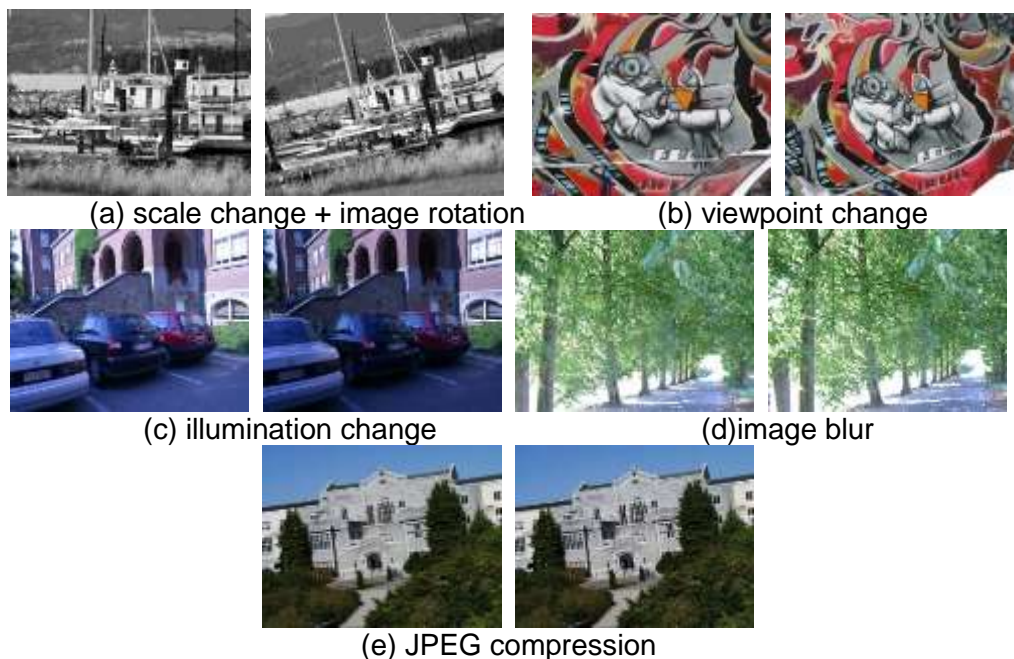 (a) scale change + image rotation
(b) viewpoint change
(c) illumination change
(d)image blur
(e) JPEG compression